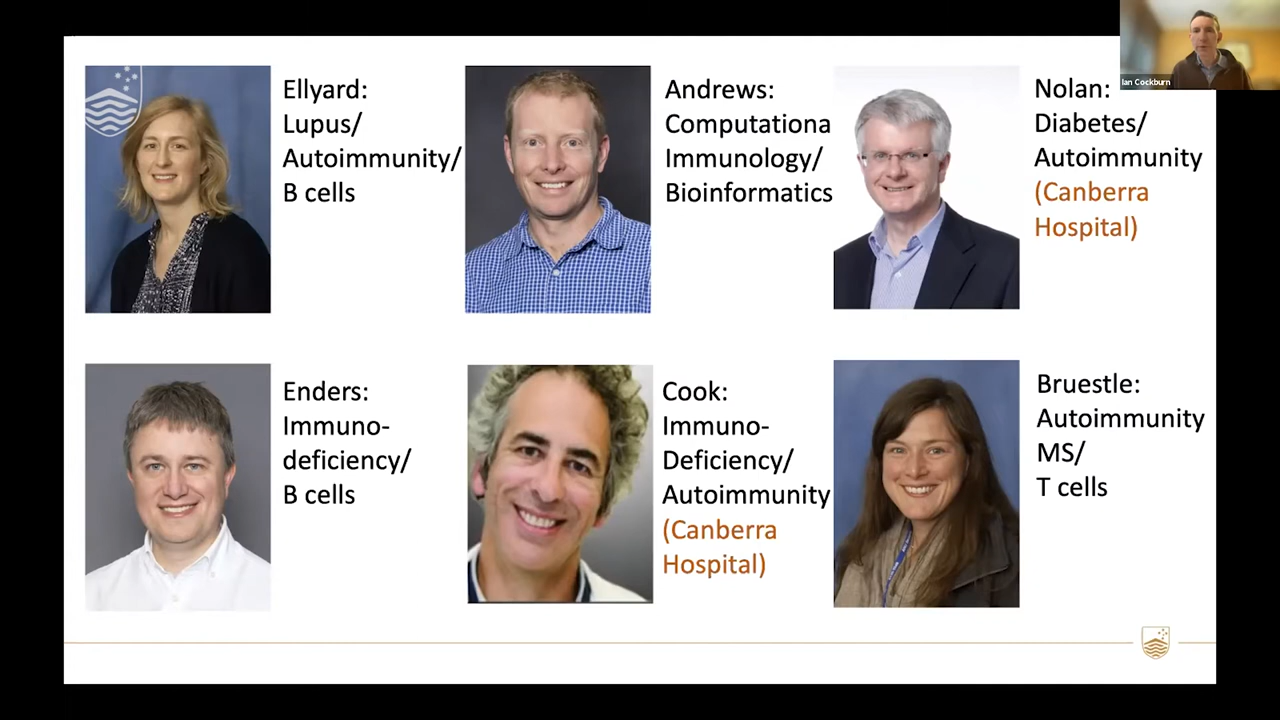 Ian Cockburn
Ellyard:
Lupus/
Autoimmunity/
B cells
Andrews:
Computationa
Immunology/
Bioinformatics
Nolan:
Diabetes/
Autoimmunity
(Canberra
Hospital)
Enders:
Immuno-
deficiency/
B cells
Cook:
Immuno-
Deficiency/
Autoimmunity
(Canberra
Hospital)
Bruestle:
Autoimmunity
MS/
T cells